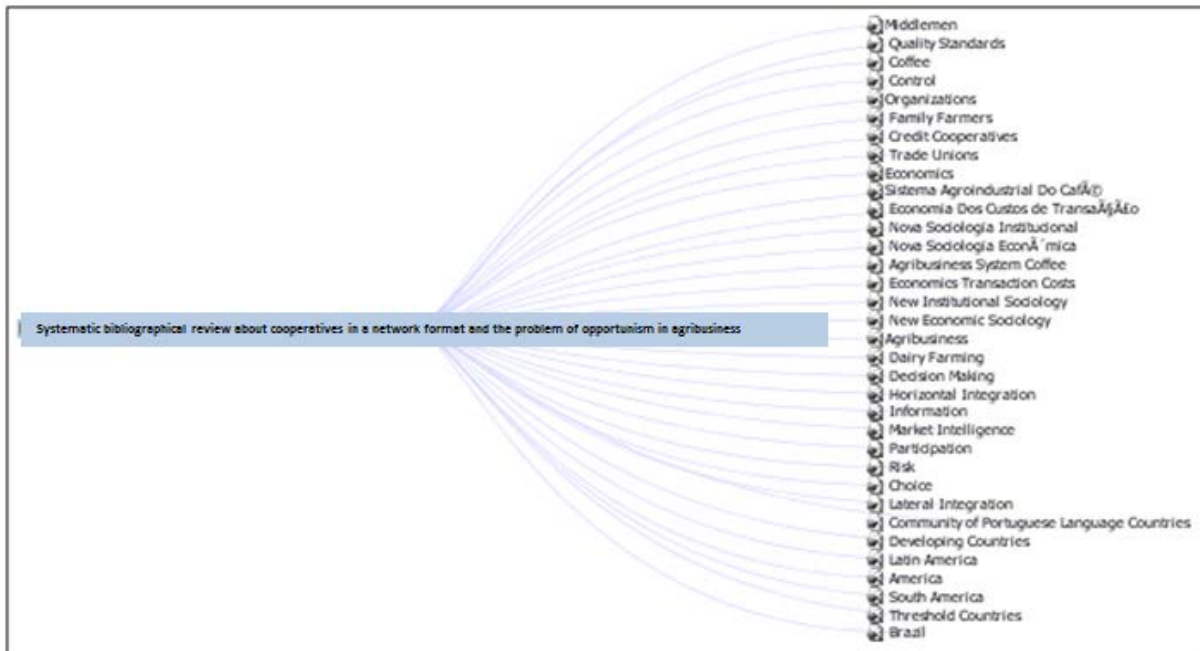 Middlemen
Quality Standards
Coffee
Control
Organizations
Family Farmers
Credit Cooperatives
Trade Unions
Economics
Sistema Agroindustrial Do CafÃ©
Economia Dos Custos de TransaÃ§Ã£o
Nova Sociologia Institucional
Nova Sociologia EconÃ´mica
Agribusiness System Coffee
Economics Transaction Costs
New Institutional Sociology
New Economic Sociology
Systematic bibliographical review about cooperatives in a network format and the problem of opportunism in agribusiness
Agribusiness
Dairy Farming
Decision Making
Horizontal Integration
Information
Market Intelligence
Participation
Risk
Choice
Lateral Integration
Community of Portuguese Language Countries
Developing Countries
Latin America
America
South America
Threshold Countries
Brazil